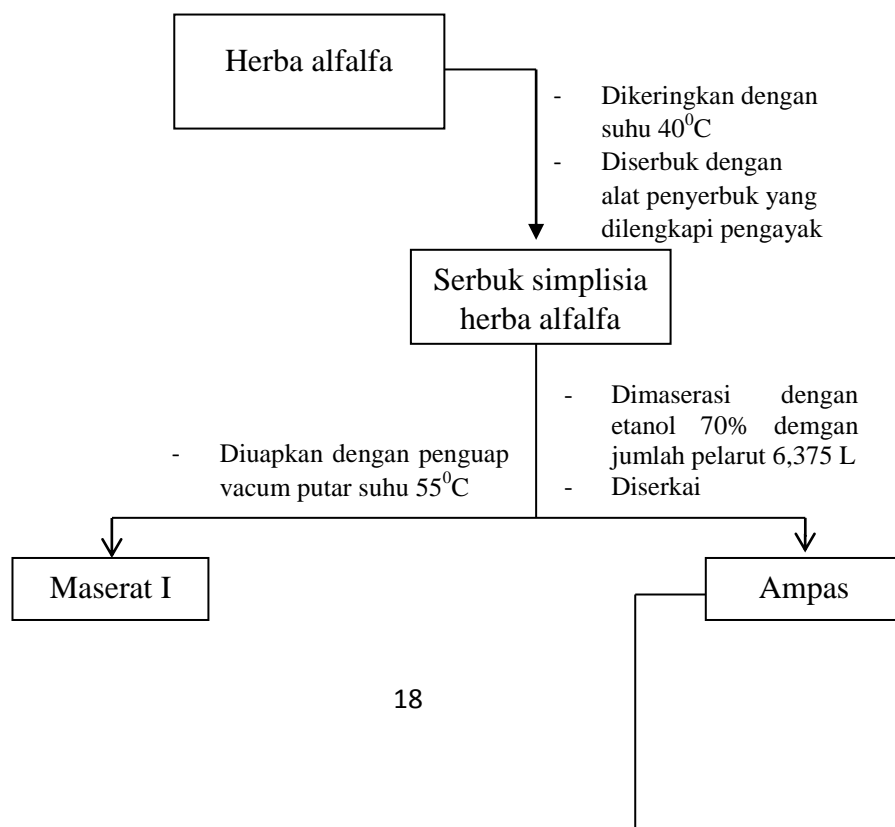 Herba alfalfa
- Dikeringkan dengan
suhu 40⁰C
- Diserbuk dengan
alat penyerbuk yang
dilengkapi pengayak
Serbuk simplisia
herba alfalfa
- Diuapkan dengan penguap
vacum putar suhu 55⁰C
- Dimaserasi dengan
etanol 70% demgan
jumlah pelarut 6,375 L
- Diserkai
Maserat I
Ampas
18